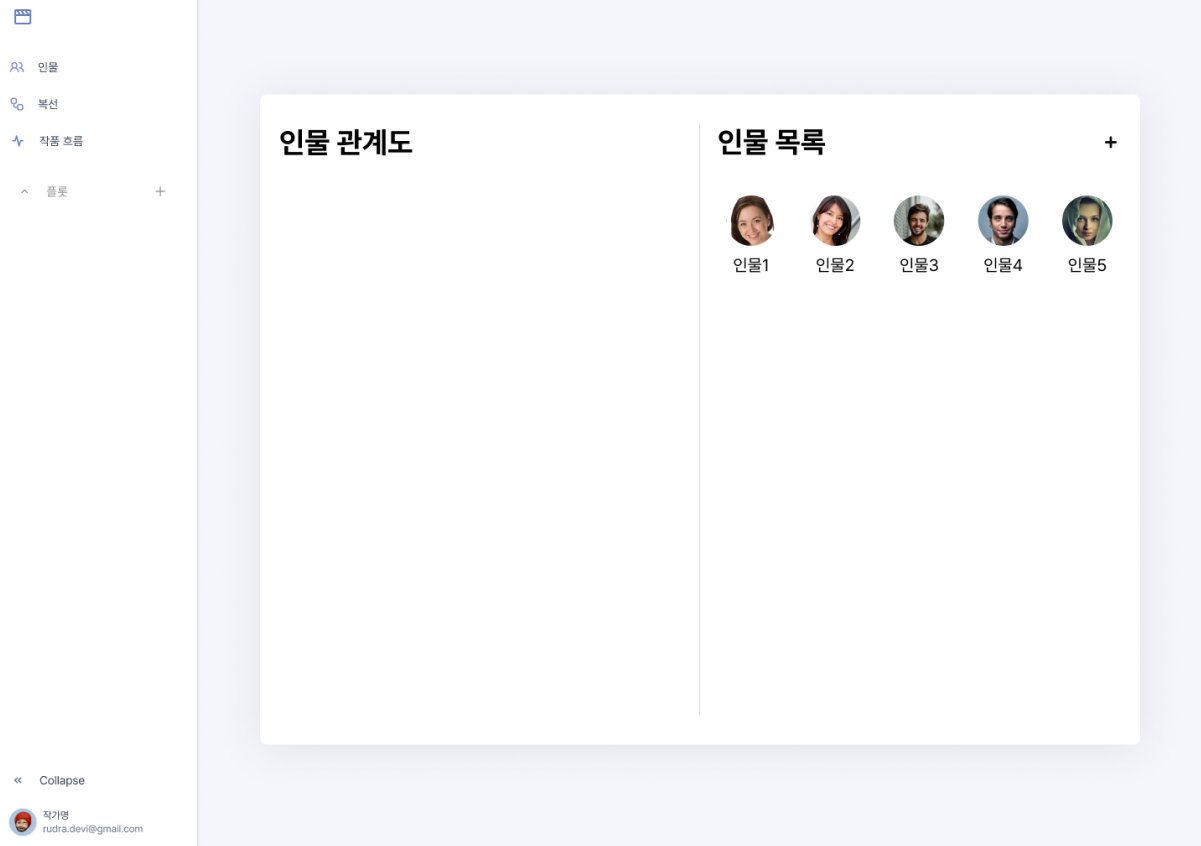 인물
복선
작품 흐름
플롯
인물 관계도
인물 목록
인물1 인물2 인물3 인물4 인물5
Collapse
작가명
rudra.devi@gmail.com